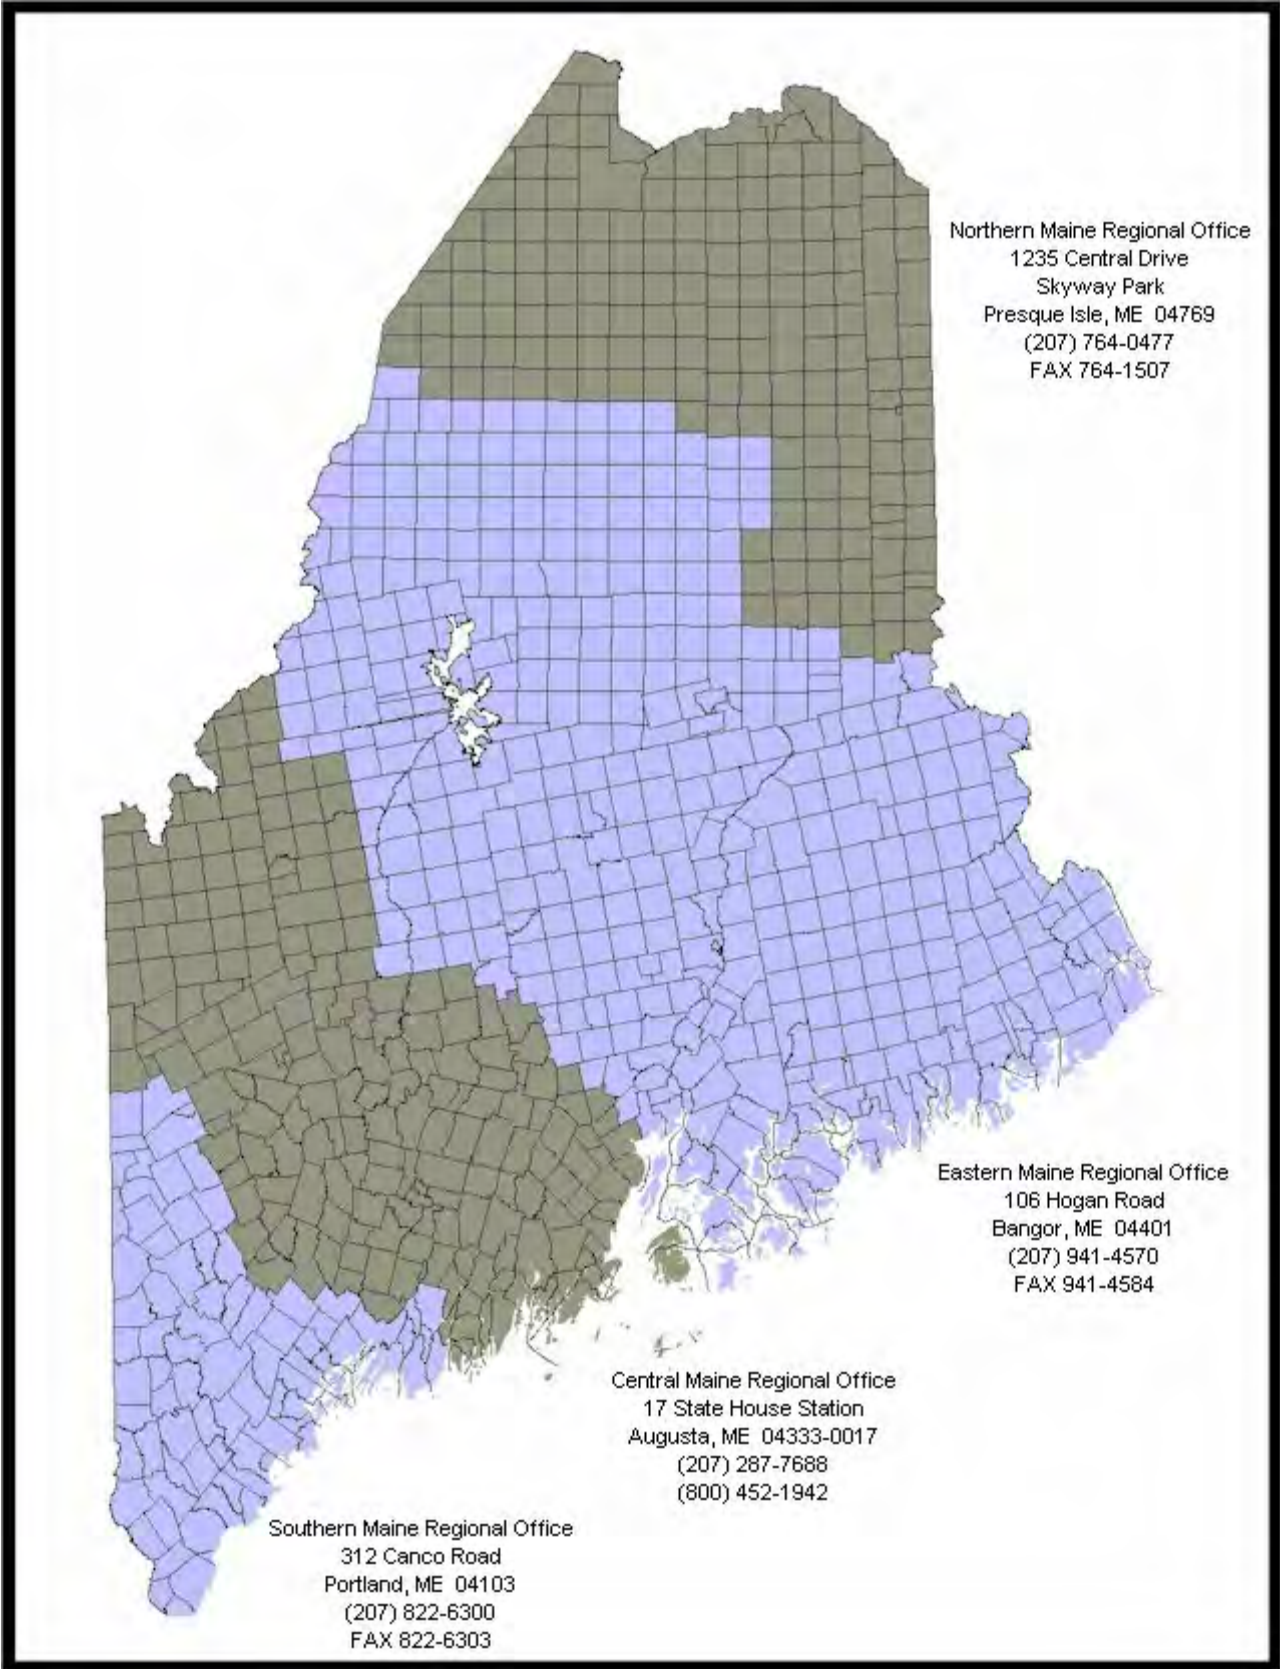 Northern Maine Regional Office
1235 Central Drive
Skyway Park
Presque Isle, ME 04769
(207) 764-0477
FAX 764-1507
Eastern Maine Regional Office
106 Hogan Road
Bangor, ME 04401
(207) 941-4570
FAX 941-4584
Central Maine Regional Office
17 State House Station
Augusta, ME 04333-0017
(207) 287-7688
(800) 452-1942
Southern Maine Regional Office
312 Canco Road
Portland, ME 04103
(207) 822-6300
FAX 822-6303